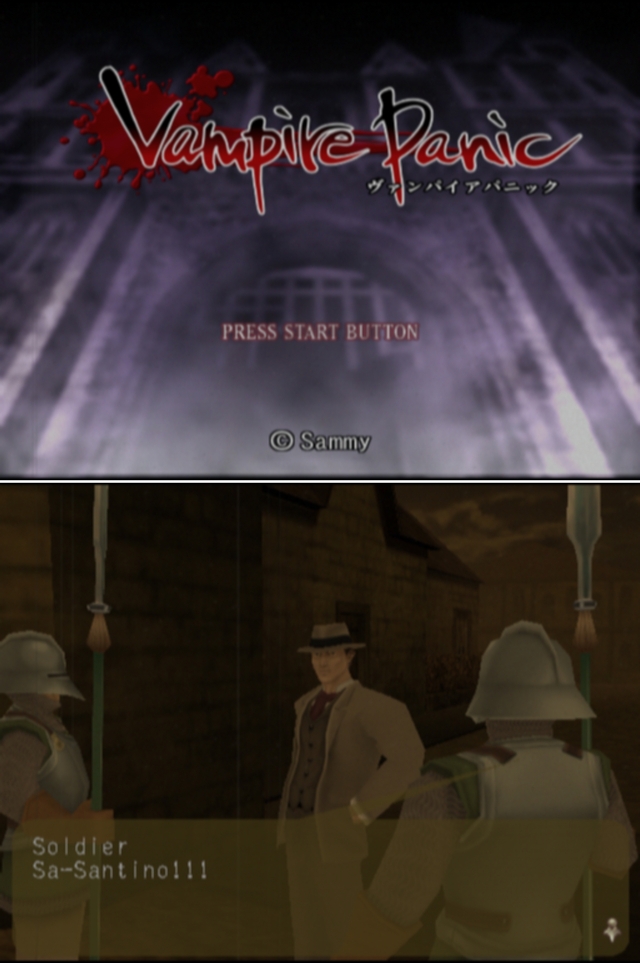 Vampire Panic
ヴァンパイアパニック
PRESS START BUTTON
© Sammy
Soldier
Sa-Santino!!!